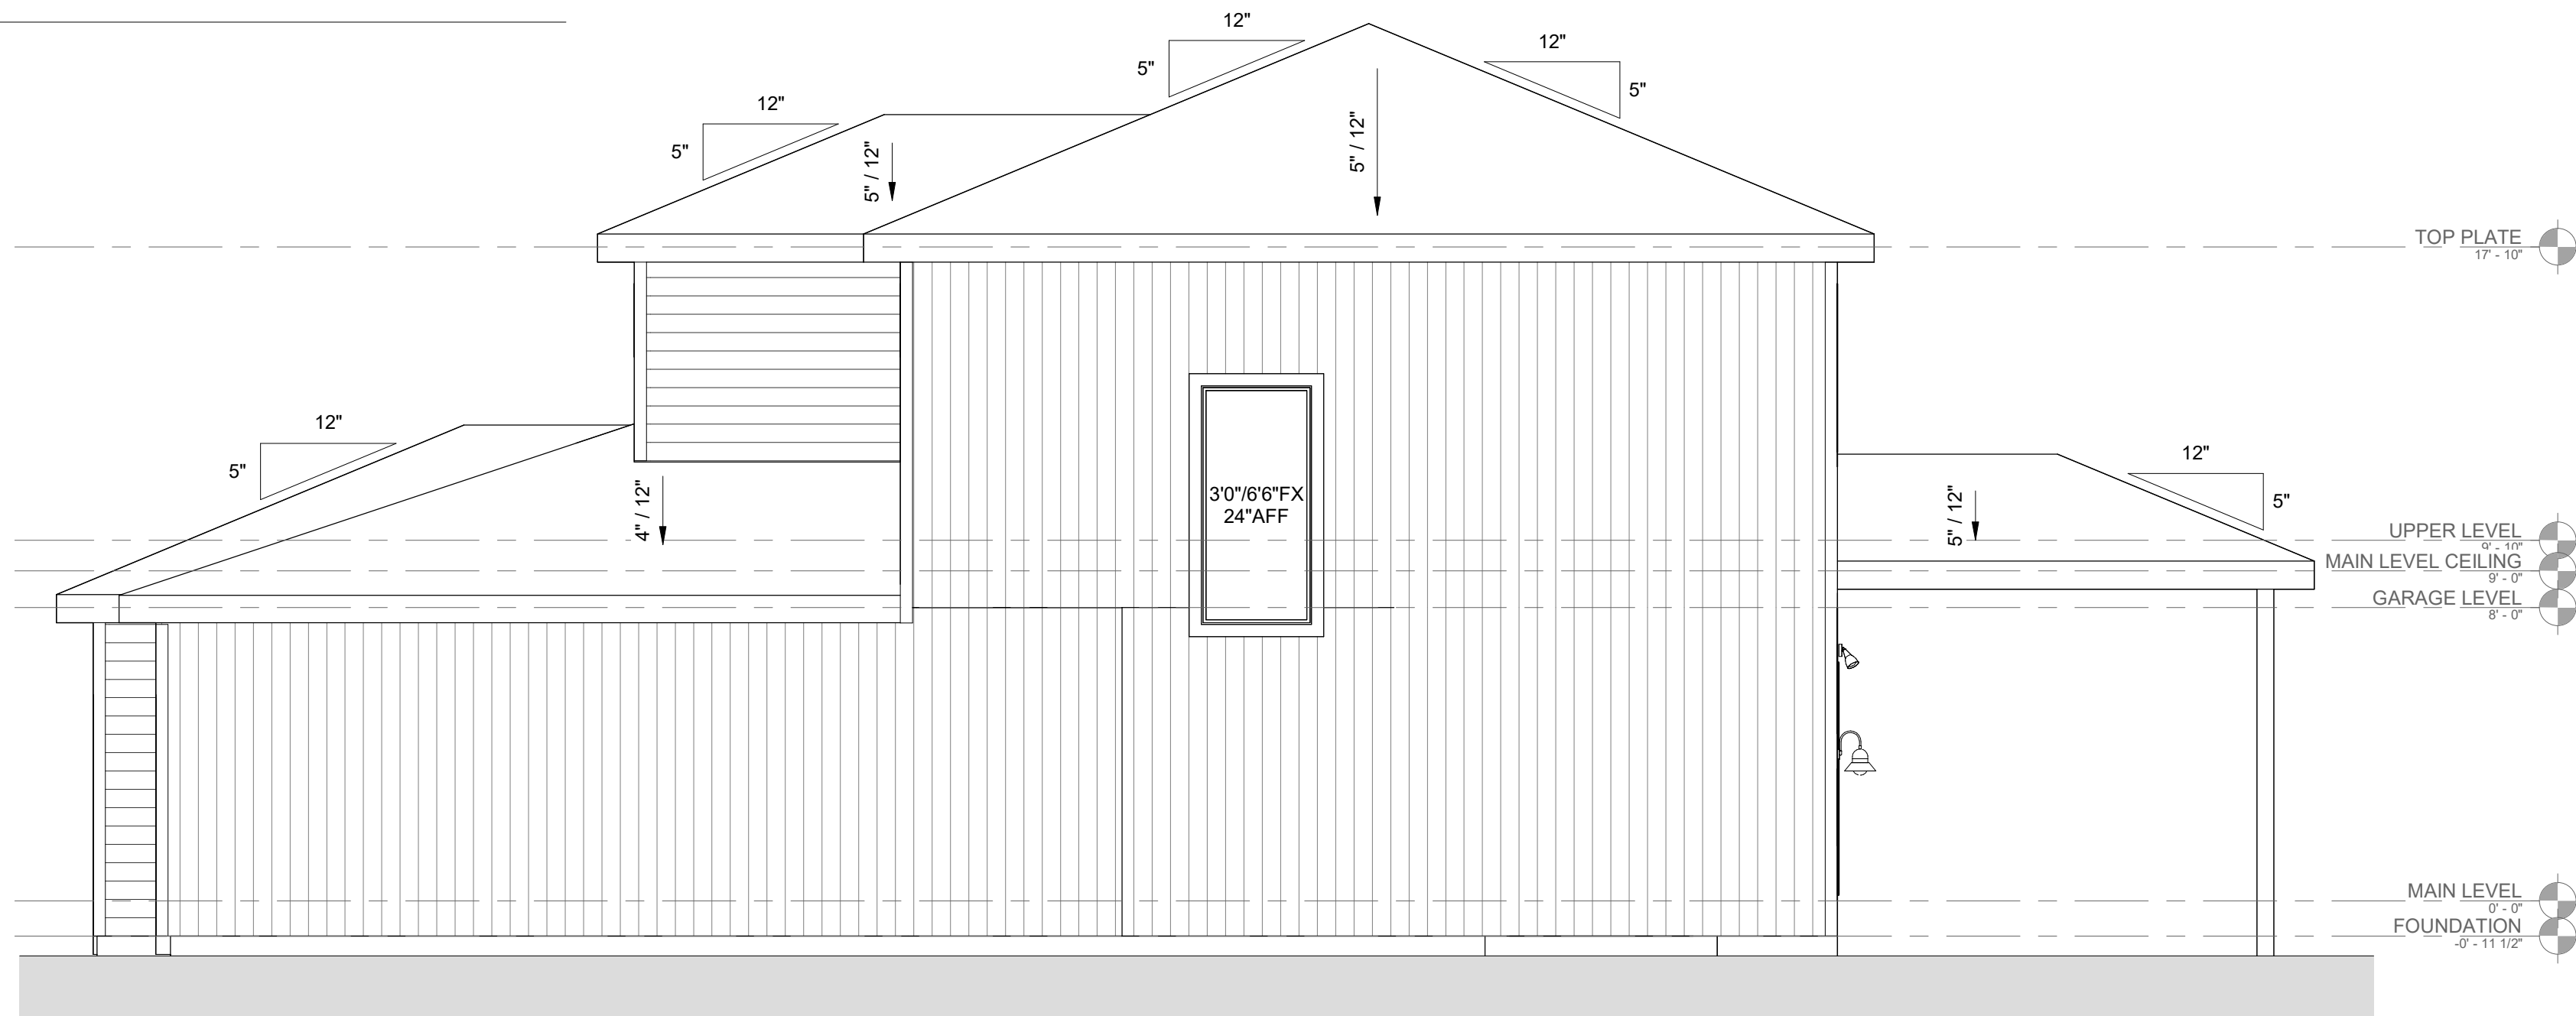 12"
5"
12"
5"
12"
5"
5" / 12"
5" / 12"
TOP PLATE
17' - 10"
12"
5"
4" / 12"
3'0"/6'6"FX
24"AFF
12"
5"
5" / 12"
UPPER LEVEL
9' - 10"
MAIN LEVEL CEILING
9' - 0"
GARAGE LEVEL
8' - 0"
MAIN LEVEL
0' - 0"
FOUNDATION
-0' - 11 1/2"